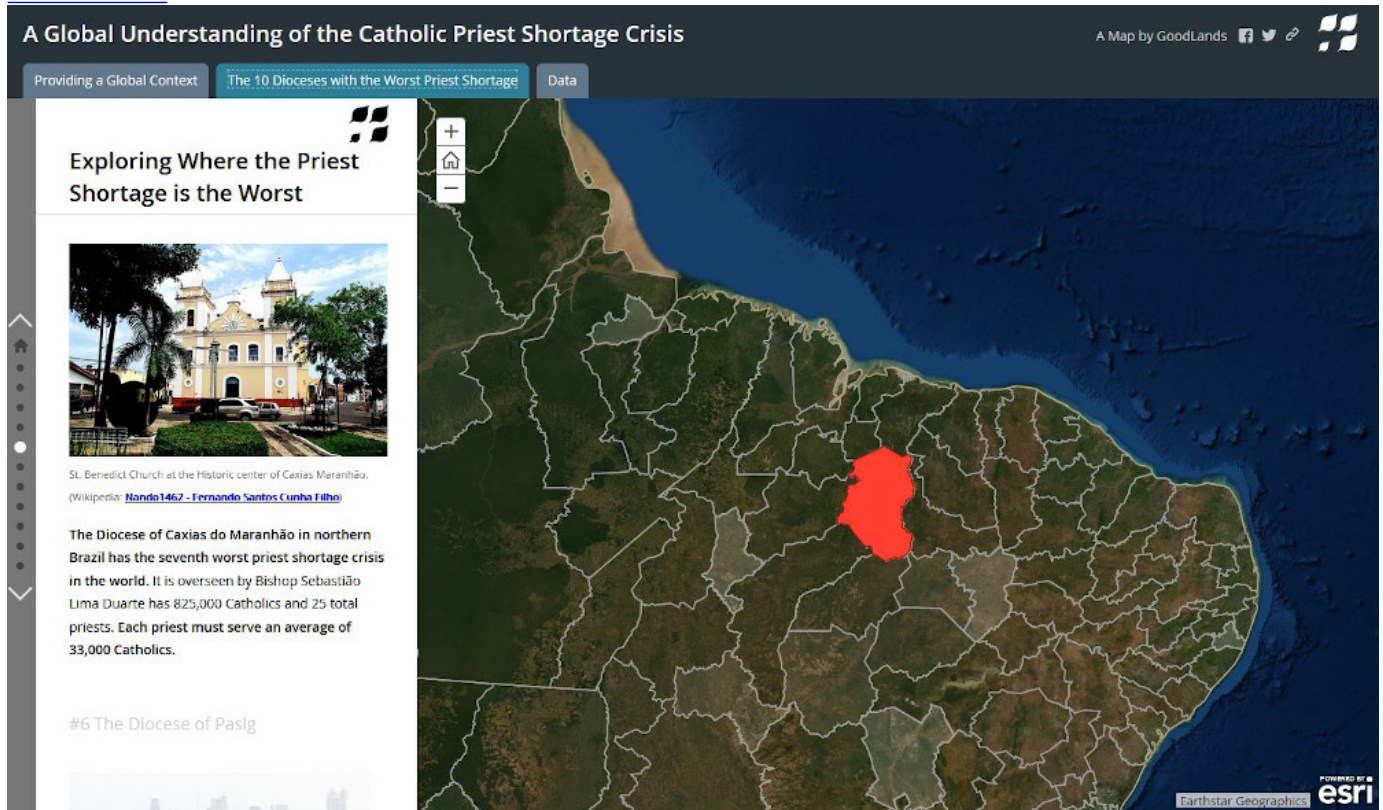 A Global Understanding of the Catholic Priest Shortage Crisis
A Map by GoodLands
Providing a Global Context
The 10 Dioceses with the Worst Priest Shortage
Data
Exploring Where the Priest
Shortage is the Worst
St. Benedict Church at the Historic center of Caxias Maranhão.
(Wikipedia: Nando1462 - Fernando Santos Cunha Filho)
The Diocese of Caxias do Maranhão in northern
Brazil has the seventh worst priest shortage crisis
in the world. It is overseen by Bishop Sebastião
Lima Duarte has 825,000 Catholics and 25 total
priests. Each priest must serve an average of
33,000 Catholics.
#6 The Diocese of Pasig
Earthstar Geographics
POWERED BY
esri